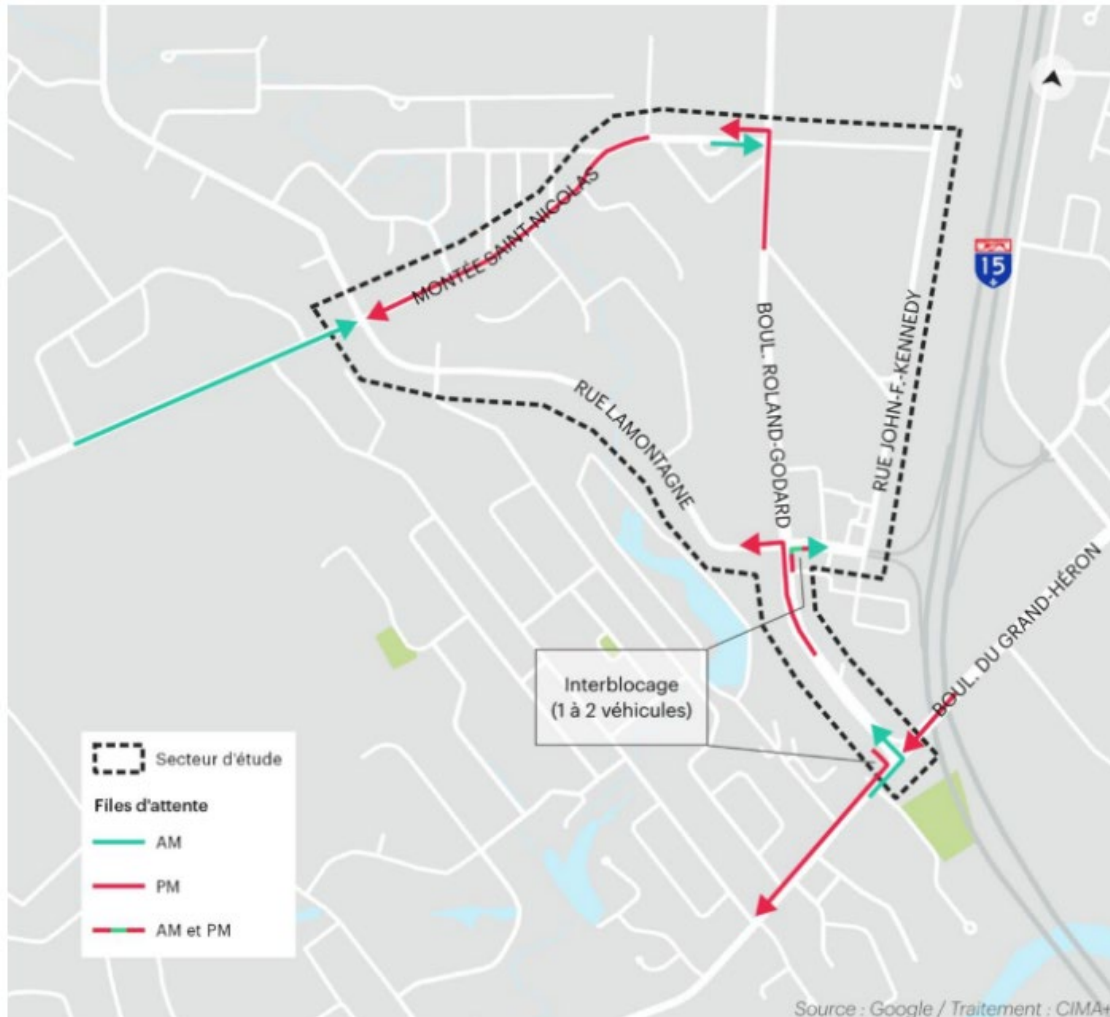 MONTÉE SAINT-NICOLAS
15
BOUL. ROLAND-GODARD
RUE JOHN-F.-KENNEDY
RUE LAMONTAGNE
BOUL. DU GRAND-HÉRON
Interblocage
(1 à 2 véhicules)
Secteur d'étude
Files d'attente
AM
PM
AM et PM
Source : Google / Traitement : CIMA+